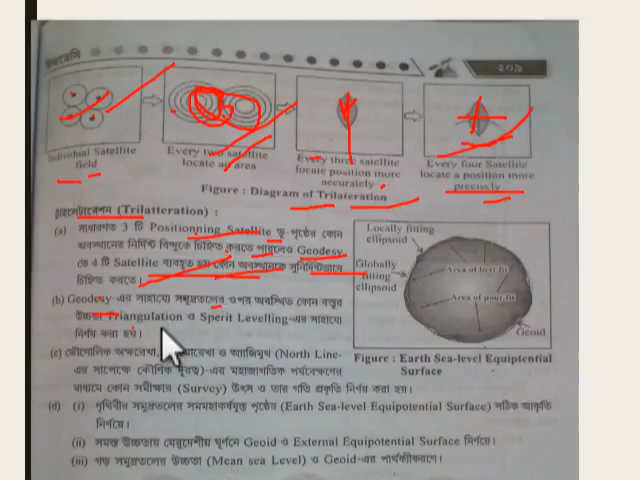 ২০৯
Individual Satellite
field
Every two satellite
locate an area
Every three satellite
locate position more
accurately.
Every four Satellite
locate a position more
precisely
Figure : Diagram of Trilateration
ট্রাইলেটারেশন (Trilatteration) :
(a) সাধারণত 3 টি Positionning Satellite ভূ-পৃষ্ঠের কোন
অবস্থানের নির্দিষ্ট বিন্দুকে চিহ্নিত করতে পারলেও Geodesy
তে 4 টি Satellite ব্যবহৃত হয় কোন অবস্থানকে সুনির্দিষ্টভাবে
চিহ্নিত করতে।
(b) Geodesy-এর সাহায্যে সমুদ্রতলের ওপর অবস্থিত কোন বস্তুর
উচ্চতা Triangulation ও Sperit Levelling-এর সাহায্যে
নির্ণয় করা হয়।
Locally fitting
ellipsoid
Globally
fitting
ellipsoid
Area of best fit
Area of poor fit
Geoid
Figure : Earth Sea-level Equiptential
Surface
(c) ভৌগোলিক অক্ষরেখা, ও অ্যাজিমুথ (North Line-
এর সাপেক্ষে কৌণিক দূরত্ব)-এর মহাজাগতিক পর্যবেক্ষণের
মাধ্যমে কোন সমীক্ষার (Survey) উৎস ও তার গতি প্রকৃতি নির্ণয় করা হয়।
(d) (i) পৃথিবীর সমুদ্রতলের সমমহাকর্ষযুক্ত পৃষ্ঠের (Earth Sea-level Equipotential Surface) সঠিক আকৃতি
নির্ণয়ে।
(ii) সমস্ত উচ্চতায় মেরুদেশীয় ঘূর্ণনে Geoid ও External Equipotential Surface নির্ণয়ে।
(iii) গড় সমুদ্রতলের উচ্চতা (Mean sea Level) ও Geoid-এর পার্থক্যীকরণে।